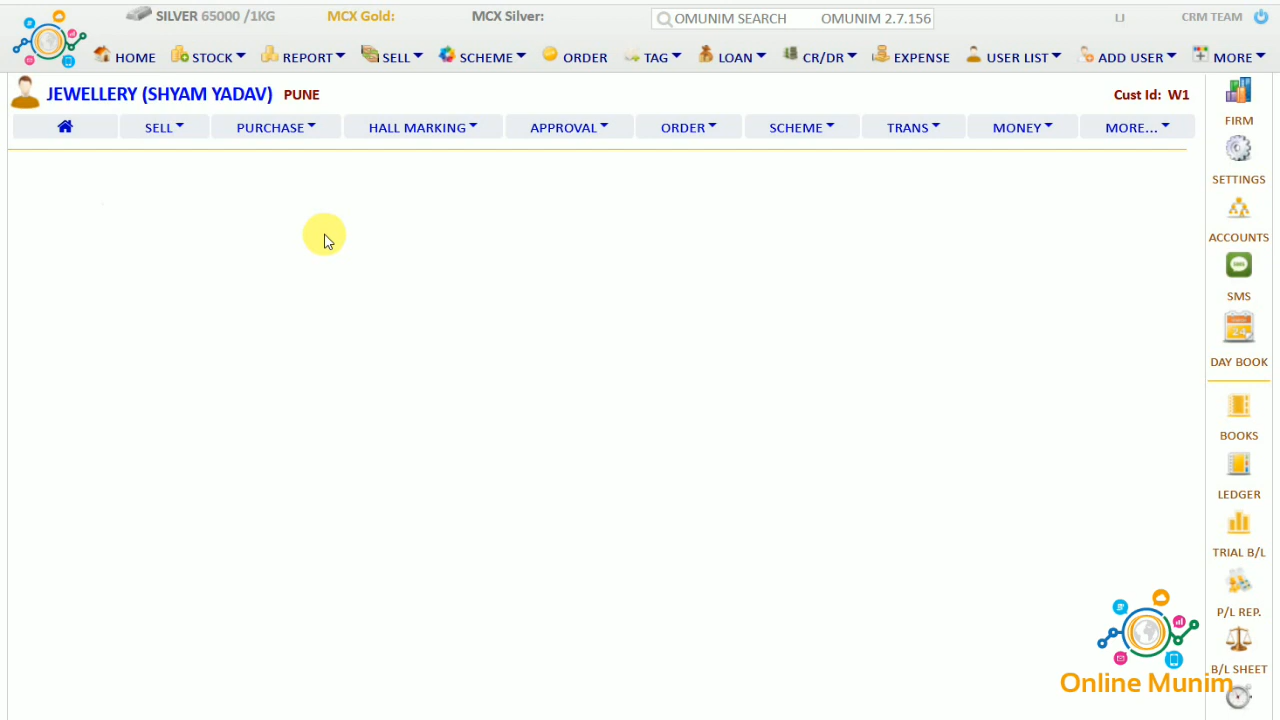 SILVER 65000 /1KG MCX Gold: MCX Silver: OMUNIM SEARCH OMUNIM 2.7.156 LJ CRM TEAM
HOME STOCK REPORT SELL SCHEME ORDER TAG LOAN CR/DR EXPENSE USER LIST ADD USER MORE
JEWELLERY (SHYAM YADAV) PUNE Cust Id: W1
SELL PURCHASE HALL MARKING APPROVAL ORDER SCHEME TRANS MONEY MORE...
FIRM
SETTINGS
ACCOUNTS
SMS
SMS
DAY BOOK
BOOKS
LEDGER
TRIAL B/L
P/L REP.
B/L SHEET
Online Munim